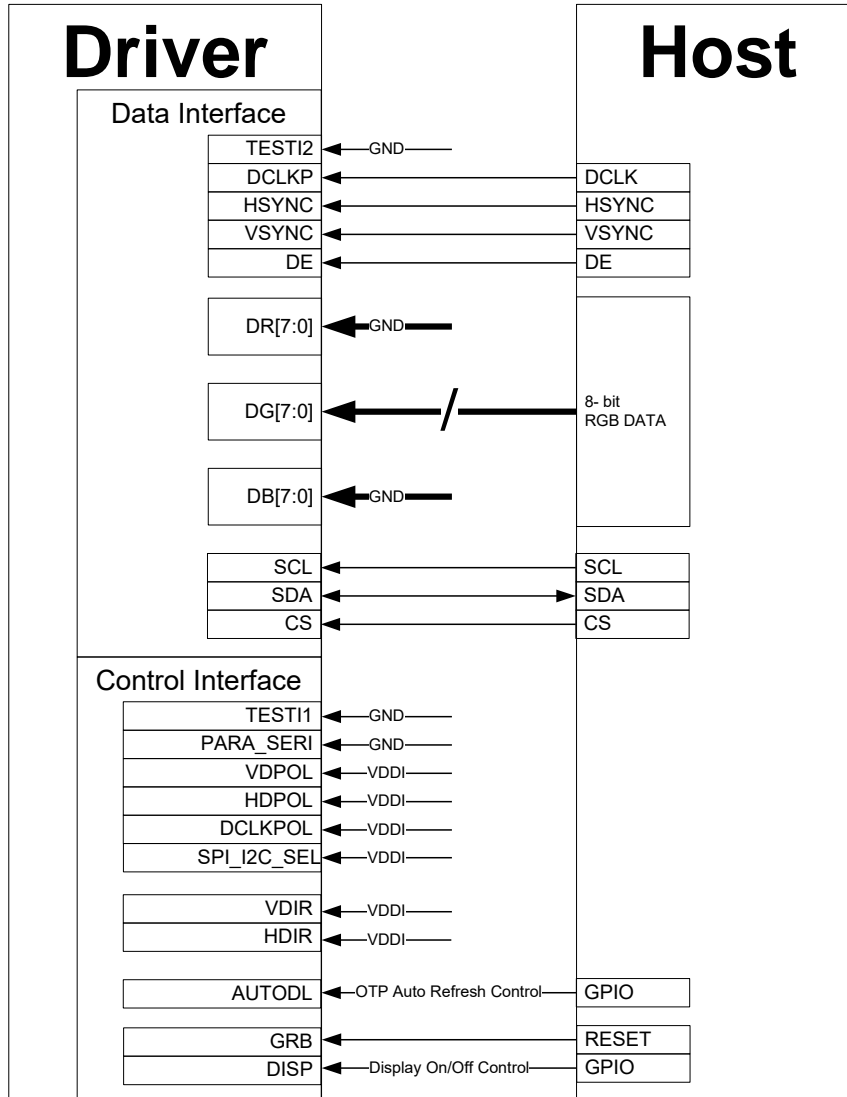 Driver
Host
Data Interface
TESTI2
GND
DCLKP
DCLK
HSYNC
HSYNC
VSYNC
VSYNC
DE
DE
DR[7:0]
GND
DG[7:0]
8- bit
RGB DATA
DB[7:0]
GND
SCL
SCL
SDA
SDA
CS
CS
Control Interface
TESTI1
GND
PARA_SERI
GND
VDPOL
VDDI
HDPOL
VDDI
DCLKPOL
VDDI
SPI_I2C_SEL
VDDI
VDIR
VDDI
HDIR
VDDI
AUTODL
OTP Auto Refresh Control
GPIO
GRB
RESET
DISP
Display On/Off Control
GPIO